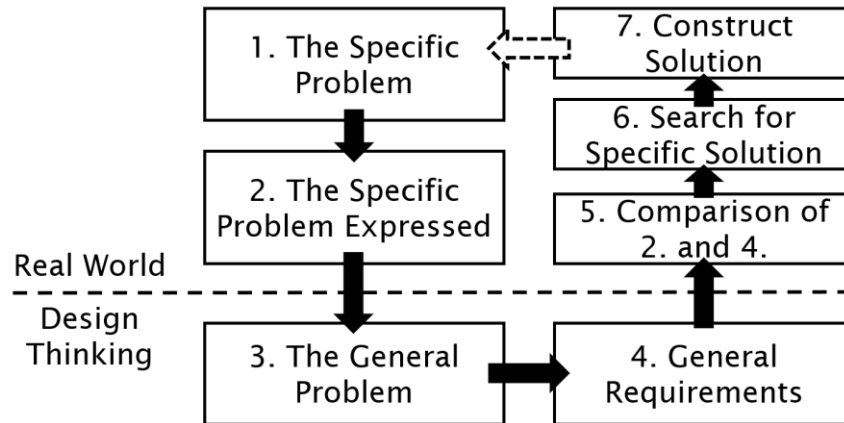 1. The Specific
Problem
2. The Specific
Problem Expressed
Real World
Design
Thinking
3. The General
Problem
4. General
Requirements
5. Comparison of
2. and 4.
6. Search for
Specific Solution
7. Construct
Solution